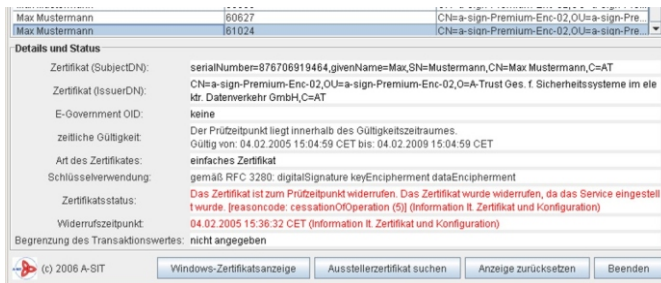 Max Mustermann 60627 CN=a-sign-Premium-Enc-02,OU=a-sign-Pre...
Max Mustermann 61024 CN=a-sign-Premium-Enc-02,OU=a-sign-Pre...
Details und Status
Zertifikat (SubjectDN): serialNumber=876706919464,givenName=Max,SN=Mustermann,CN=Max Mustermann,C=AT
Zertifikat (IssuerDN): CN=a-sign-Premium-Enc-02,OU=a-sign-Premium-Enc-02,O=A-Trust Ges. f. Sicherheitssysteme im ele
ktr. Datenverkehr GmbH,C=AT
E-Government OID: keine
zeitliche Gültigkeit: Der Prüfzeitpunkt liegt innerhalb des Gültigkeitszeitraumes.
Gültig von: 04.02.2005 15:04:59 CET bis: 04.02.2009 15:04:59 CET
Art des Zertifikates: einfaches Zertifikat
Schlüsselverwendung: gemäß RFC 3280: digitalSignature keyEncipherment dataEncipherment
Zertifikatsstatus: Das Zertifikat ist zum Prüfzeitpunkt widerrufen. Das Zertifikat wurde widerrufen, da das Service eingestell
t wurde. [reasoncode: cessationOfOperation (5)] (Information lt. Zertifikat und Konfiguration)
Widerrufszeitpunkt: 04.02.2005 15:36:32 CET (Information lt. Zertifikat und Konfiguration)
Begrenzung des Transaktionswertes: nicht angegeben
(c) 2006 A-SIT Windows-Zertifikatsanzeige Ausstellerzertifikat suchen Anzeige zurücksetzen Beenden